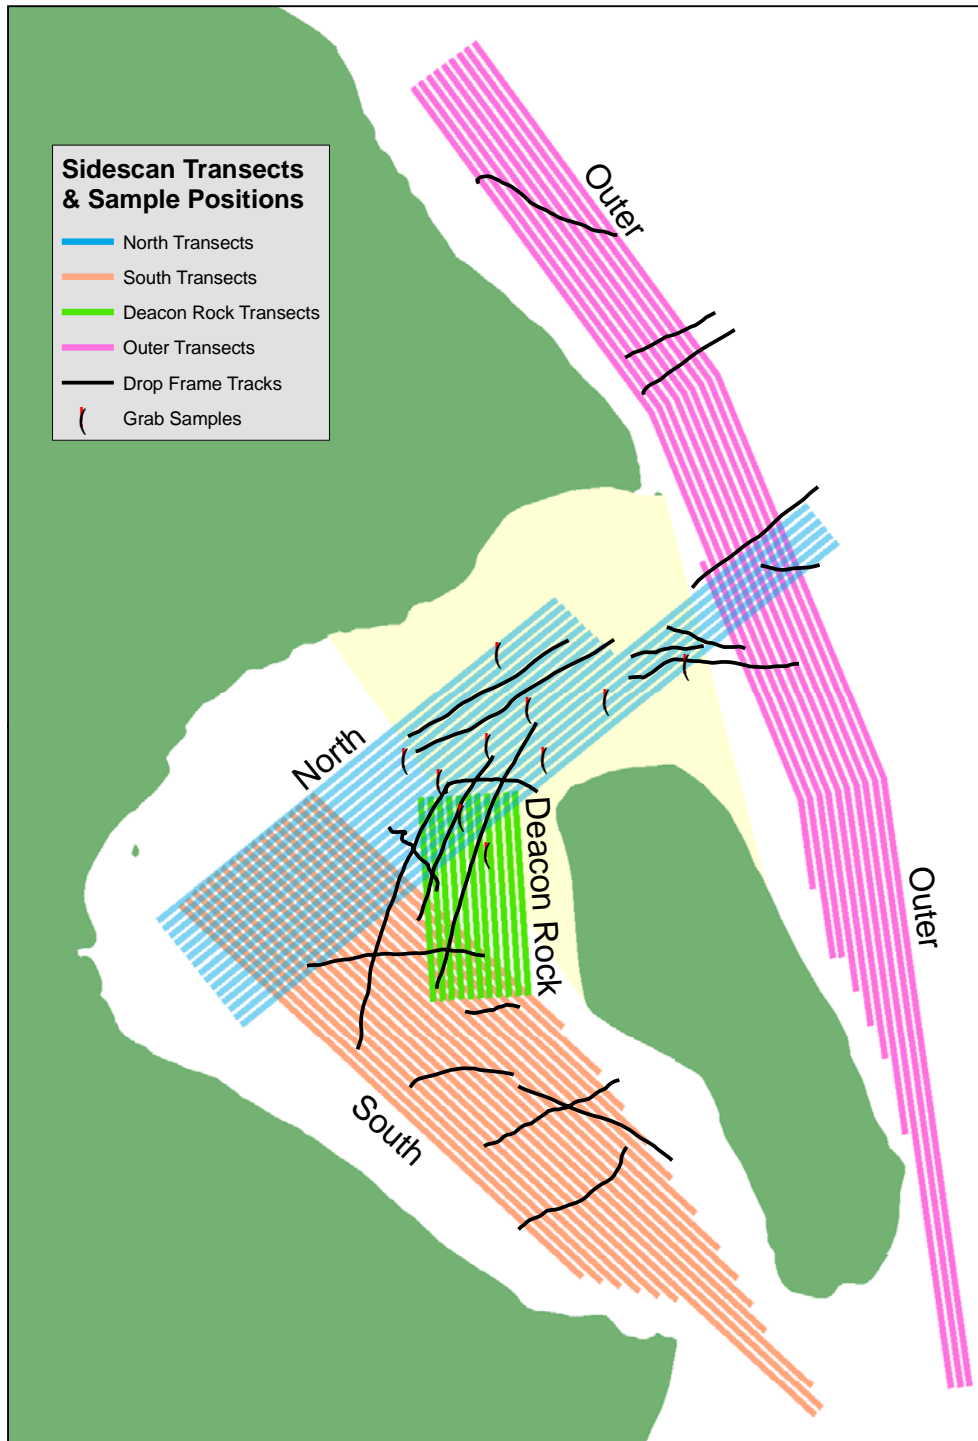 Sidescan Transects
& Sample Positions
North Transects
South Transects
Deacon Rock Transects
Outer Transects
Drop Frame Tracks
Grab Samples
Outer
North
Deacon Rock
Outer
South